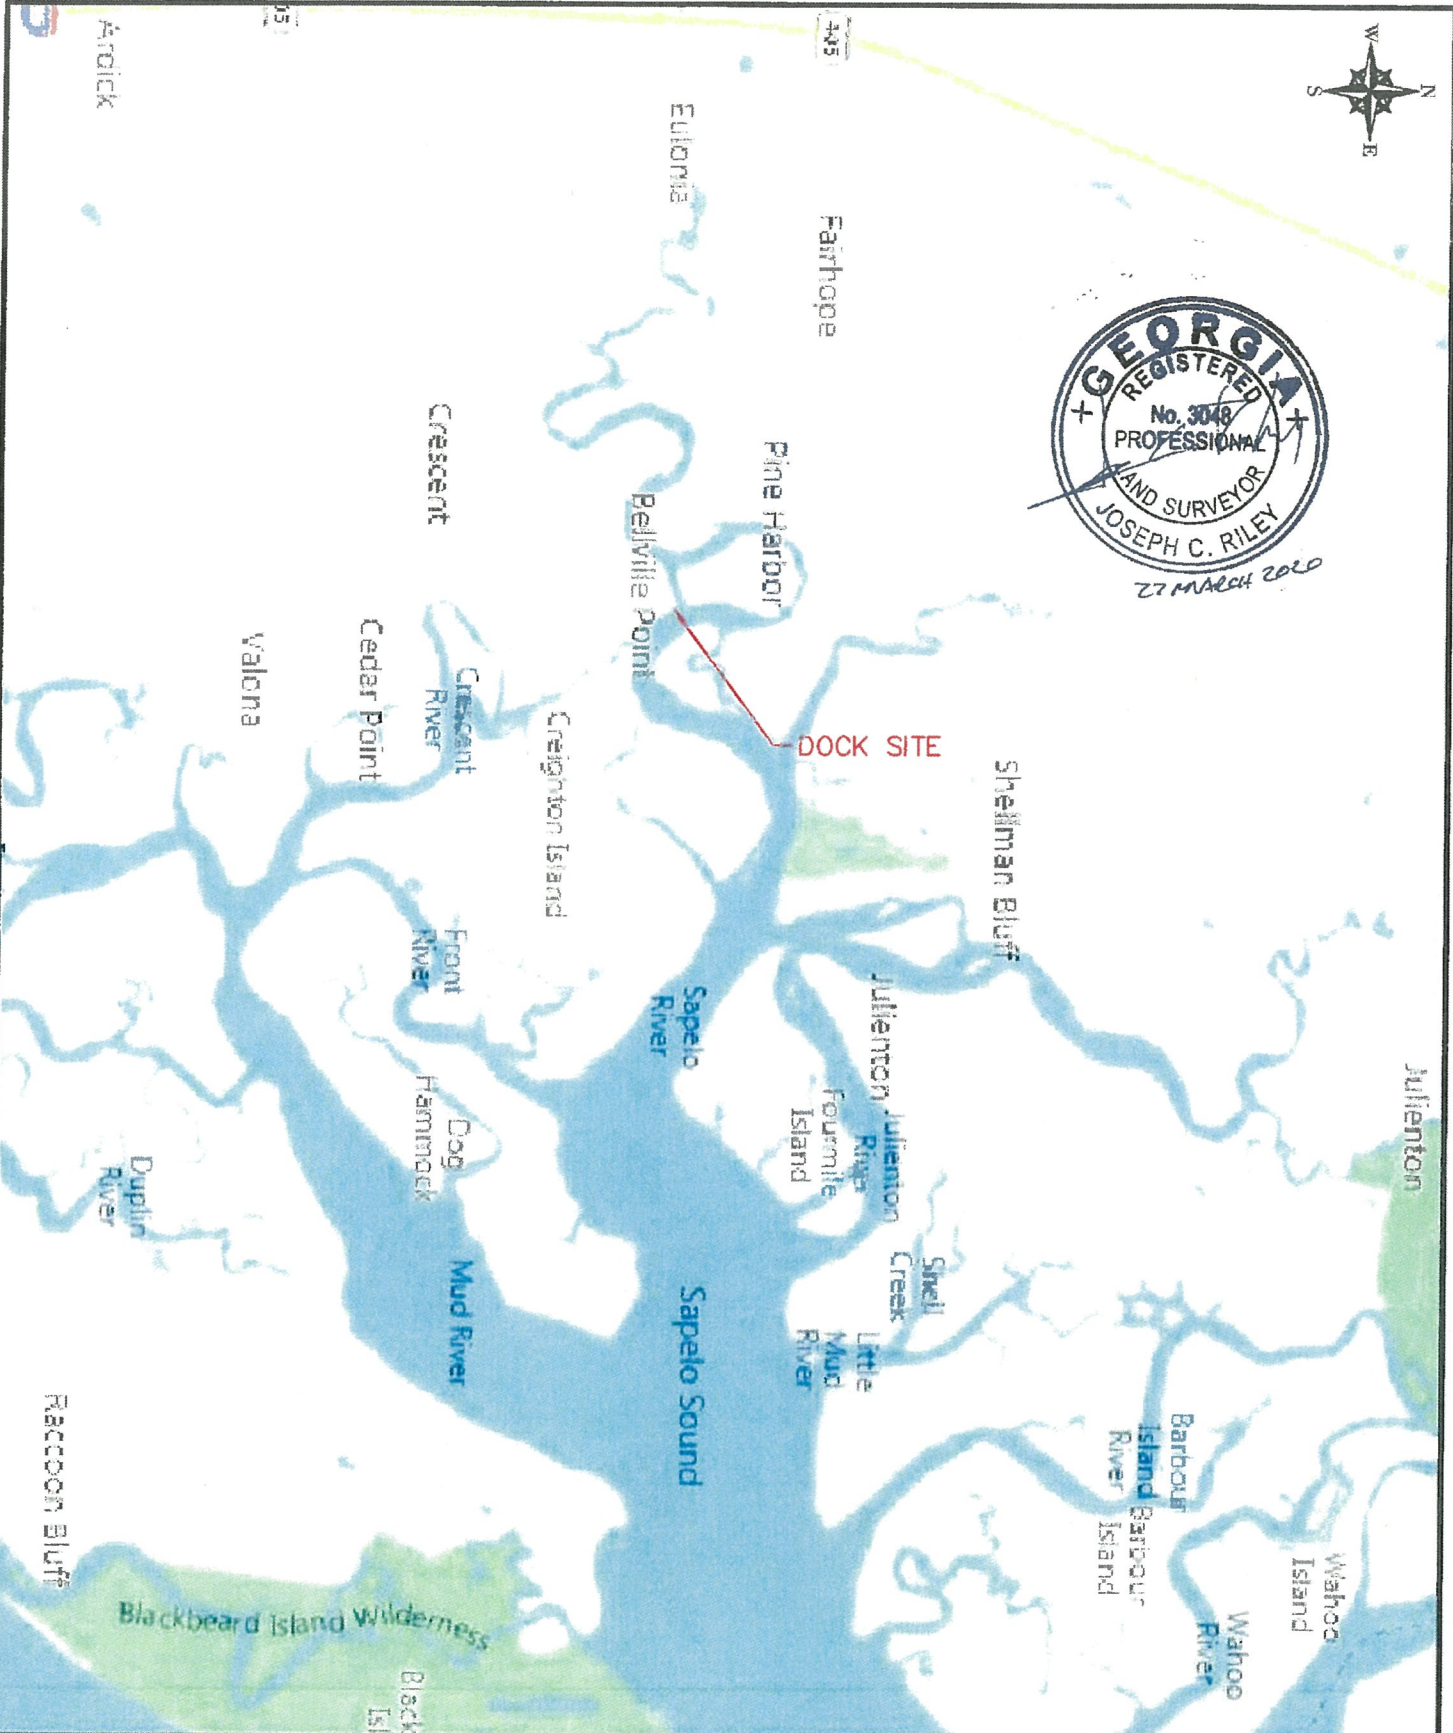 N
W
E
S
405
Eulonia
Fairhope
GEORGIA
REGISTERED
No. 3048
PROFESSIONAL
LAND SURVEYOR
JOSEPH C. RILEY
27 MARCH 2020
Crescent
Pine Harbor
Bellville Point
DOCK SITE
Valona
Cedar Point
Crescent
River
Creighton Island
Shellman Bluff
Front
River
Sapelo
River
Julienton
Julienton
River
Fourmile
Island
Julienton
Dog
Hammock
Duplin
River
Mud River
Sapelo Sound
Shell
Creek
Little
Mud
River
Barbour
Island
River
Barbour
Island
Wahoo
Island
Wahoo
River
Raccoon Bluff
Blackbeard Island Wilderness
Black
Isl